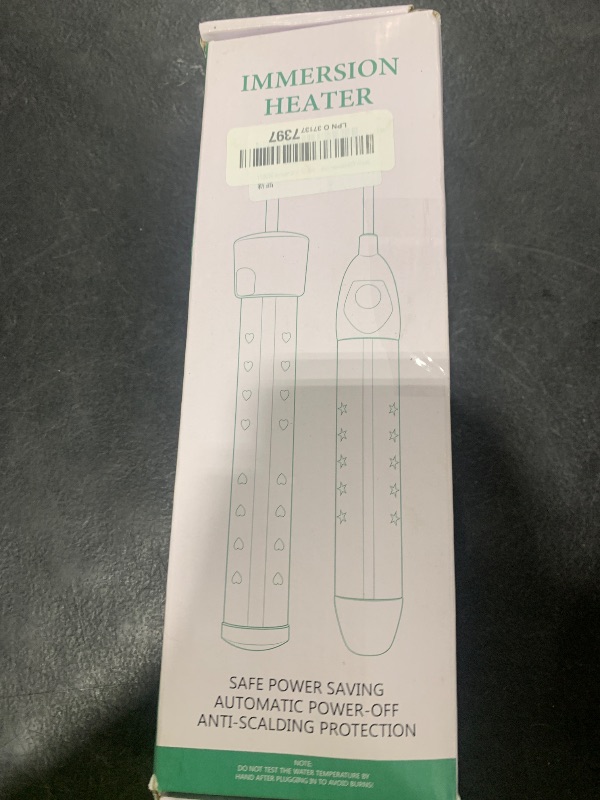 IMMERSION
HEATER
LPN G 37137 7397
SAFE POWER SAVING
AUTOMATIC POWER-OFF
ANTI-SCALDING PROTECTION
NOTE:
DO NOT TEST THE WATER TEMPERATURE BY
HAND AFTER PLUGGING IN TO AVOID BURNS!